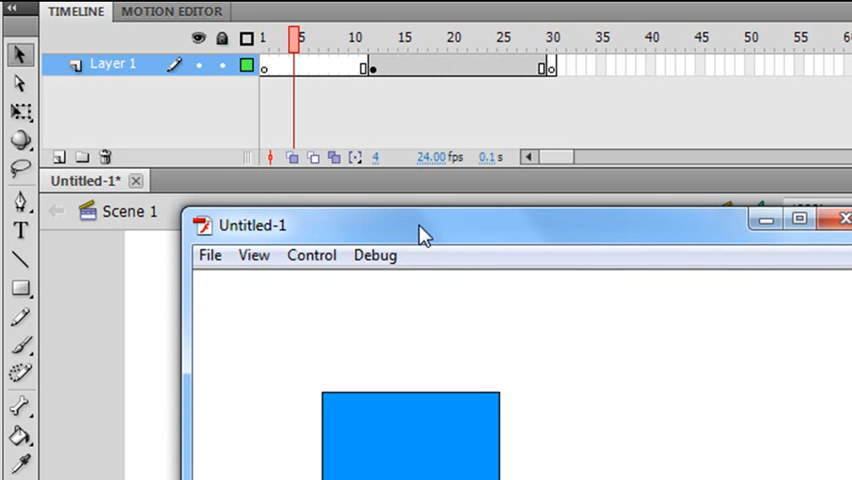 TIMELINE MOTION EDITOR
1 5 10 15 20 25 30 35 40 45 50 55 60
Layer 1
4 24.00 fps 0.1 s
Untitled-1*
Scene 1
Untitled-1
File View Control Debug
T